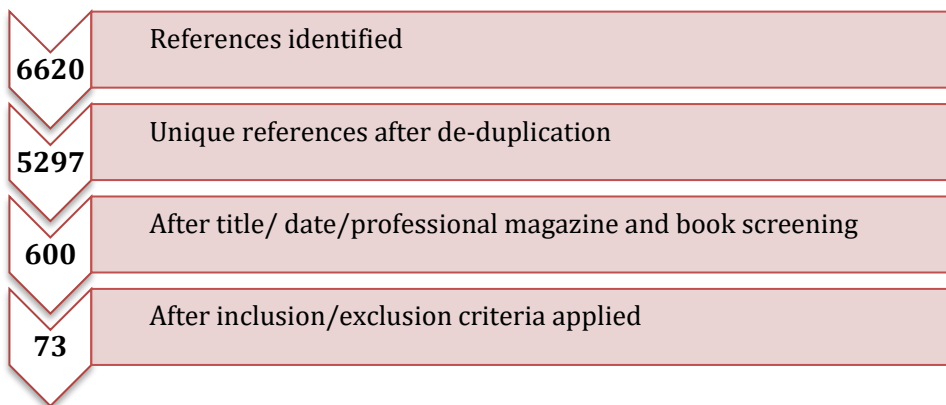 References identified
6620
Unique references after de-duplication
5297
After title/ date/professional magazine and book screening
600
After inclusion/exclusion criteria applied
73